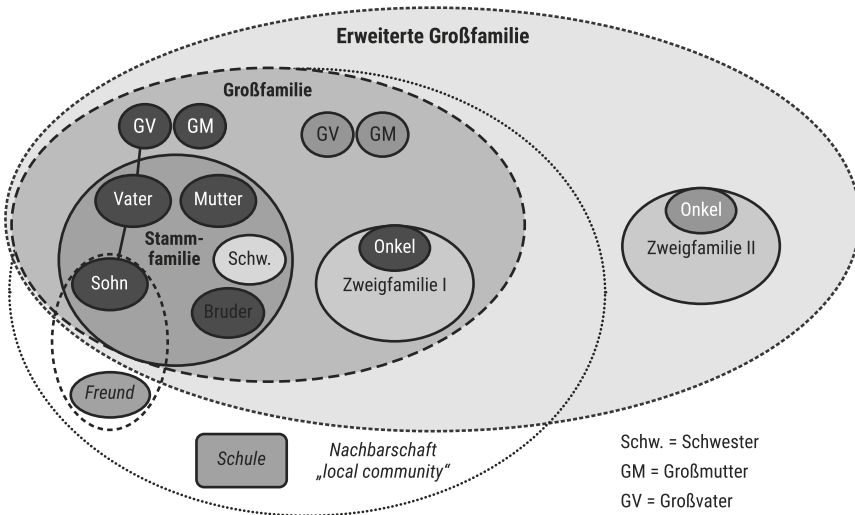 Erweiterte Großfamilie
Großfamilie
GV
GM
GV
GM
Vater
Mutter
Onkel
Stamm-
familie
Schw.
Onkel
Zweigfamilie II
Sohn
Zweigfamilie I
Bruder
Freund
Schule
Nachbarschaft
„local community“
Schw. = Schwester
GM = Großmutter
GV = Großvater